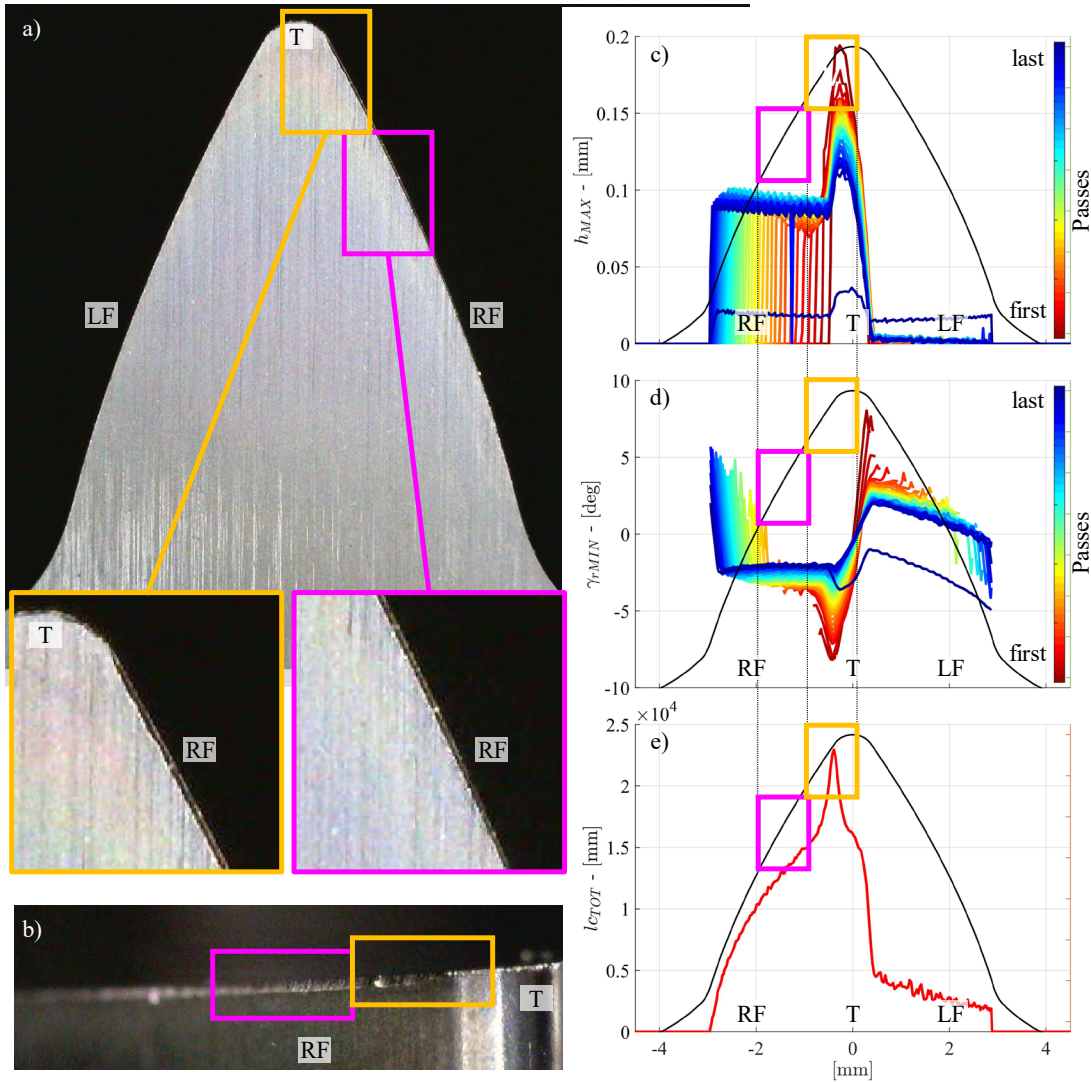 a)
T
LF
RF
T
RF
RF
b)
RF
T
c)
last
0.2
0.15
0.1
0.05
0
h_MAX - [mm]
Passes
first
RF
T
LF
d)
last
10
5
0
-5
-10
γ_rMIN - [deg]
Passes
first
RF
T
LF
e)
×10^4
2.5
2
1.5
1
0.5
0
lc_TOT - [mm]
RF
T
LF
-4
-2
0
2
4
[mm]